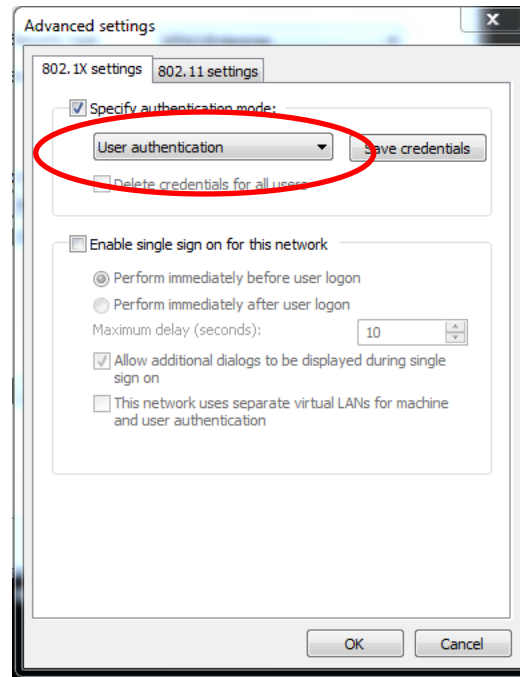 Advanced settings
x
802.1X settings 802.11 settings
Specify authentication mode:
User authentication Save credentials
Delete credentials for all users
Enable single sign on for this network
Perform immediately before user logon
Perform immediately after user logon
Maximum delay (seconds): 10
Allow additional dialogs to be displayed during single
sign on
This network uses separate virtual LANs for machine
and user authentication
OK Cancel